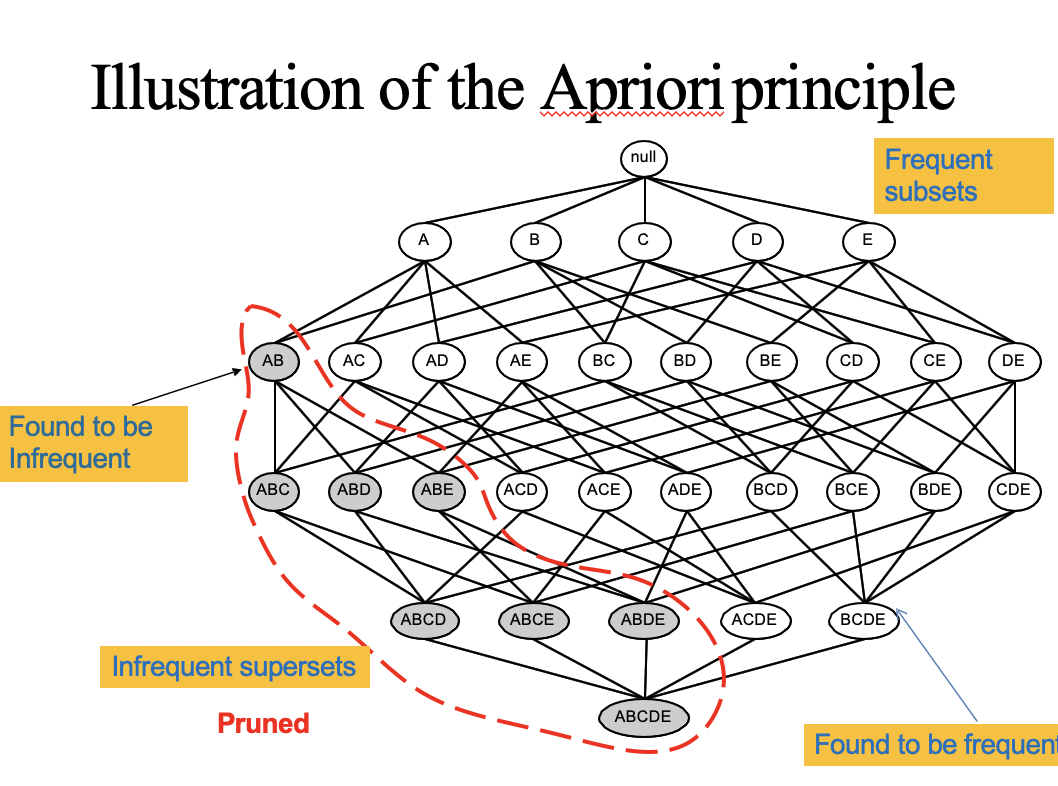 Illustration of the Apriori principle
null
Frequent
subsets
A B C D E
AB AC AD AE BC BD BE CD CE DE
Found to be
Infrequent
ABC ABD ABE ACD ACE ADE BCD BCE BDE CDE
ABCD ABCE ABDE ACDE BCDE
Infrequent supersets
Pruned
ABCDE
Found to be frequent